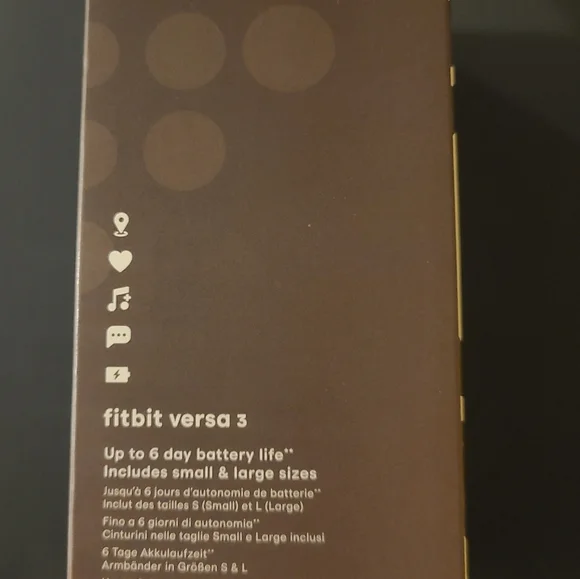 fitbit versa 3
Up to 6 day battery life**
Includes small & large sizes
Jusqu'à 6 jours d'autonomie de batterie**
Inclut des tailles S (Small) et L (Large)
Fino a 6 giorni di autonomia**
Cinturini nelle taglie Small e Large inclusi
6 Tage Akkulaufzeit**
Armbänder in Größen S & L